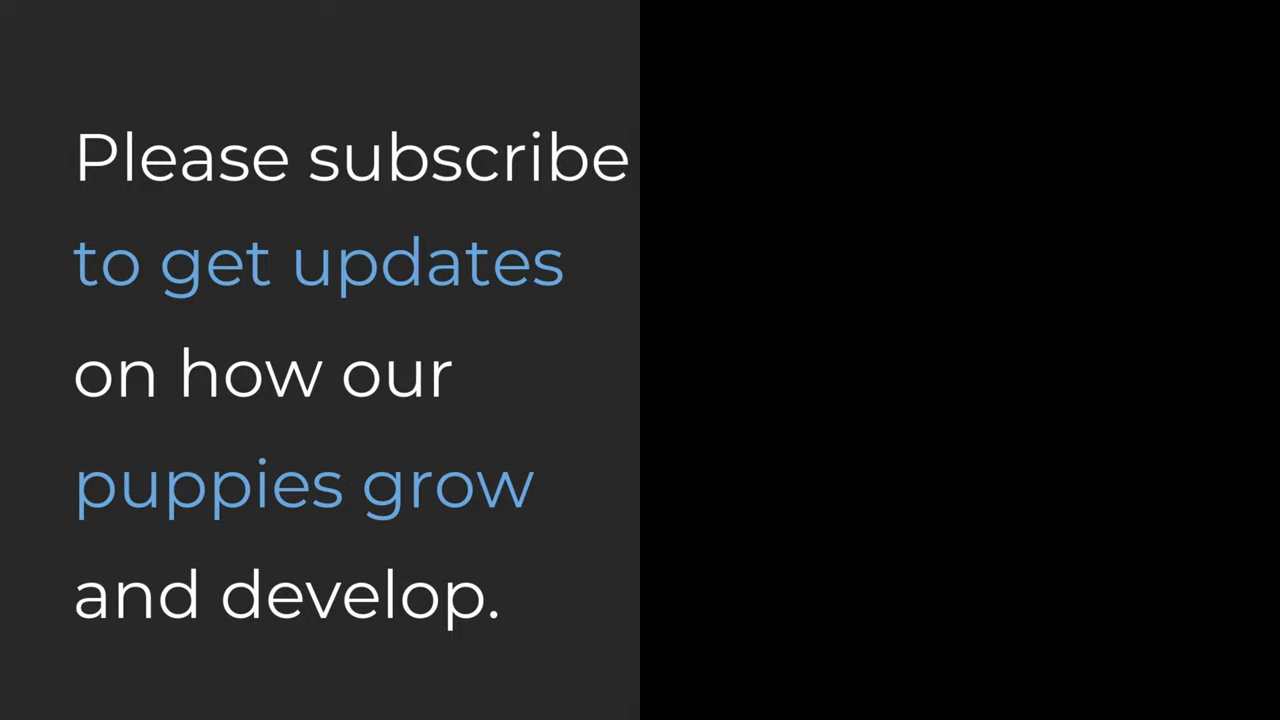 Please subscribe
to get updates
on how our
puppies grow
and develop.